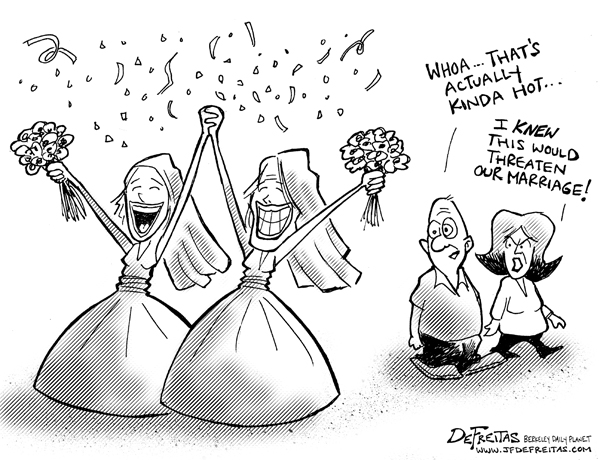 WHOA... THAT'S
ACTUALLY
KINDA HOT...
I KNEW
THIS WOULD
THREATEN
OUR MARRIAGE!
DEFREITAS BERKELEY DAILY PLANET
WWW.JFDEFREITAS.COM